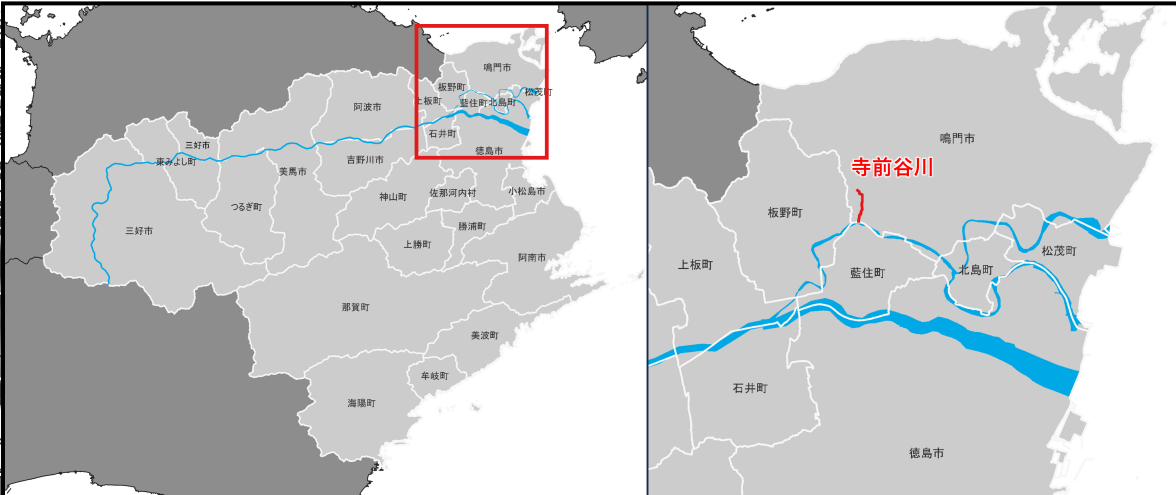 鳴門市
板野町
松茂町
上板町
藍住町
北島町
阿波市
石井町
三好市
徳島市
東みよし町
吉野川市
美馬市
佐那河内村
小松島市
神山町
つるぎ町
勝浦町
三好市
上勝町
阿南市
那賀町
美波町
牟岐町
海陽町
鳴門市
寺前谷川
板野町
松茂町
上板町
藍住町
北島町
石井町
徳島市